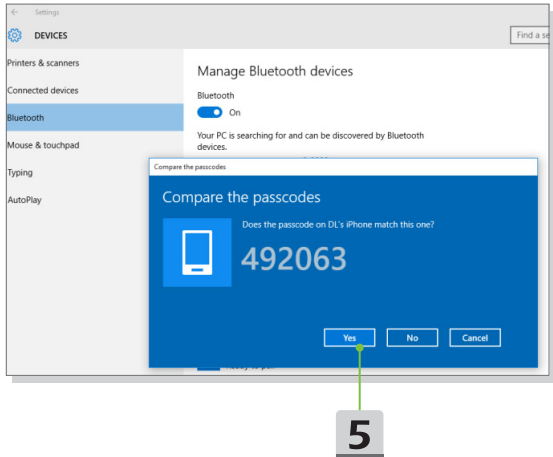 ← Settings
DEVICES
Find a se
Printers & scanners
Connected devices
Bluetooth
Mouse & touchpad
Typing
AutoPlay
Manage Bluetooth devices
Bluetooth
On
Your PC is searching for and can be discovered by Bluetooth
devices.
Compare the passcodes
Compare the passcodes
Does the passcode on DL's iPhone match this one?
492063
Yes No Cancel
5